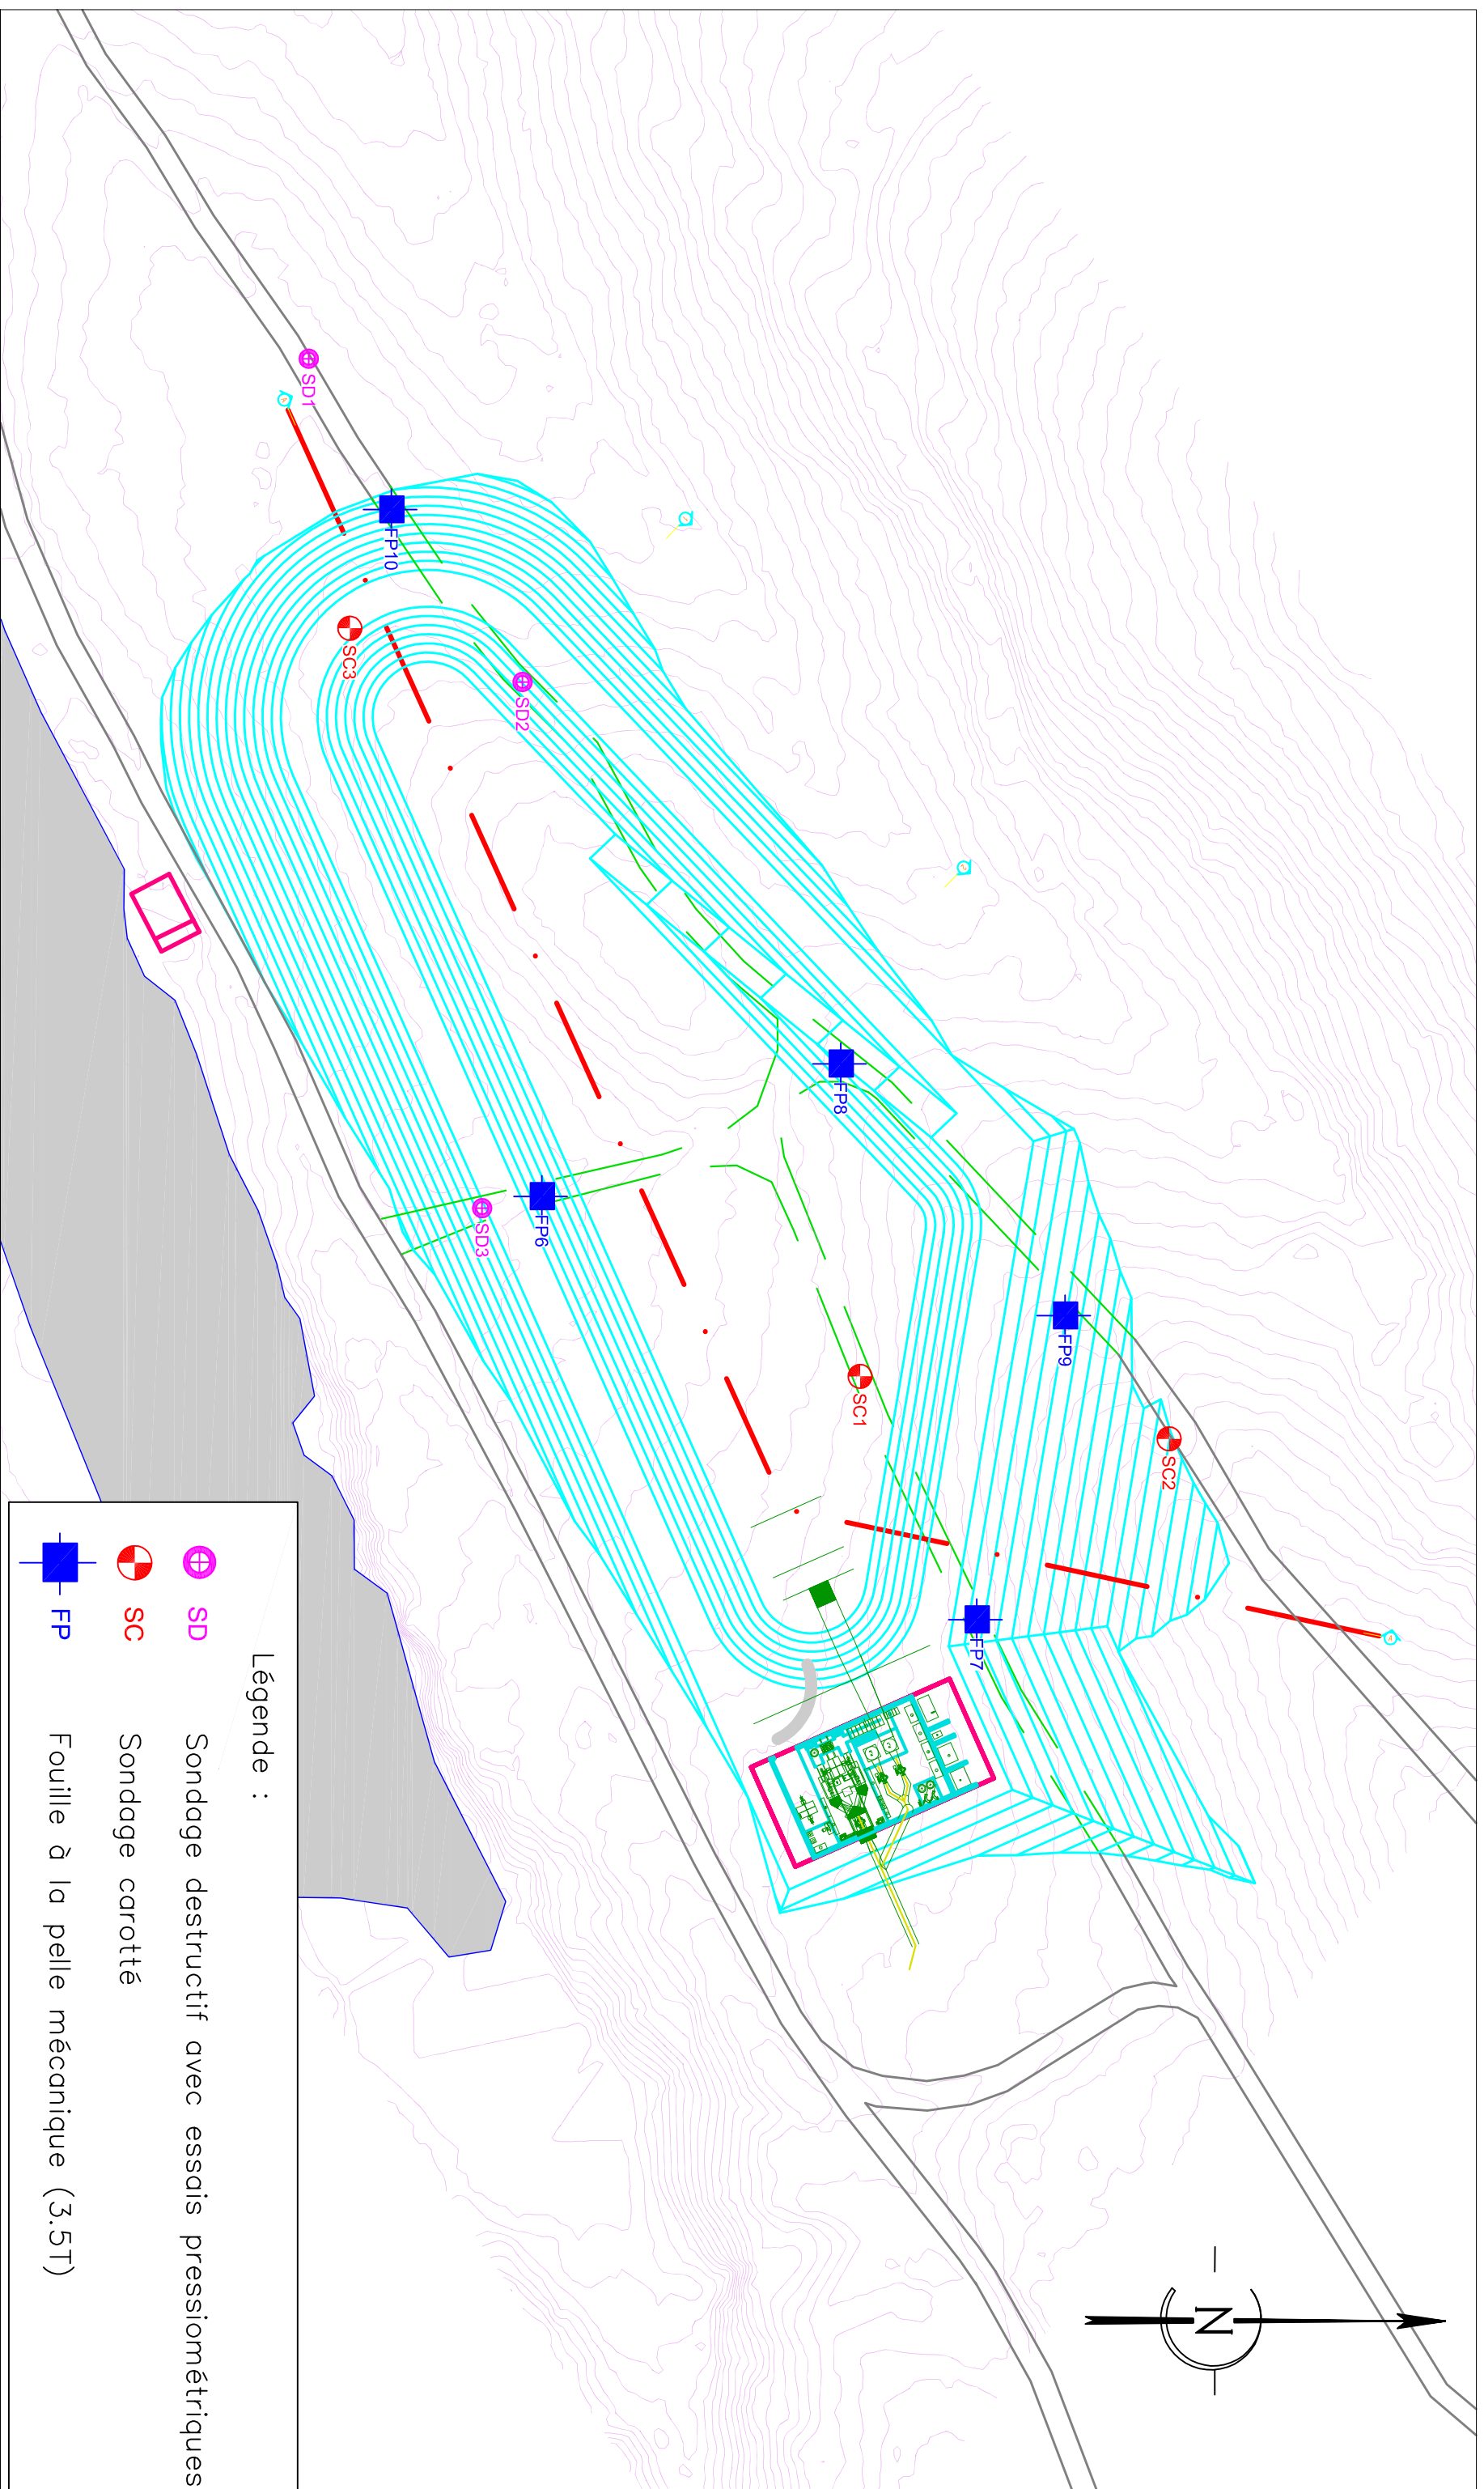 SC2
FP9
FP7
SC1
FP8
SD2
FP6
SD3
FP10
SC3
SD1
N
Légende :
SD Sondage destructif avec essais pressiométriques
SC Sondage carotté
FP Fouille à la pelle mécanique (3.5T)